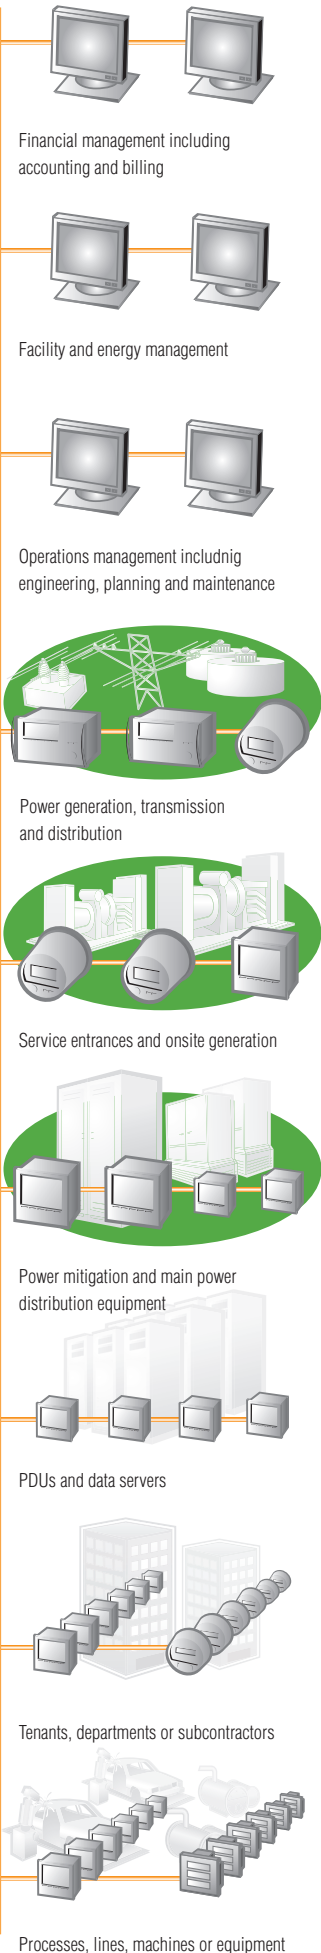 Financial management including
accounting and billing
Facility and energy management
Operations management includnig
engineering, planning and maintenance
Power generation, transmission
and distribution
Service entrances and onsite generation
Power mitigation and main power
distribution equipment
PDUs and data servers
Tenants, departments or subcontractors
Processes, lines, machines or equipment